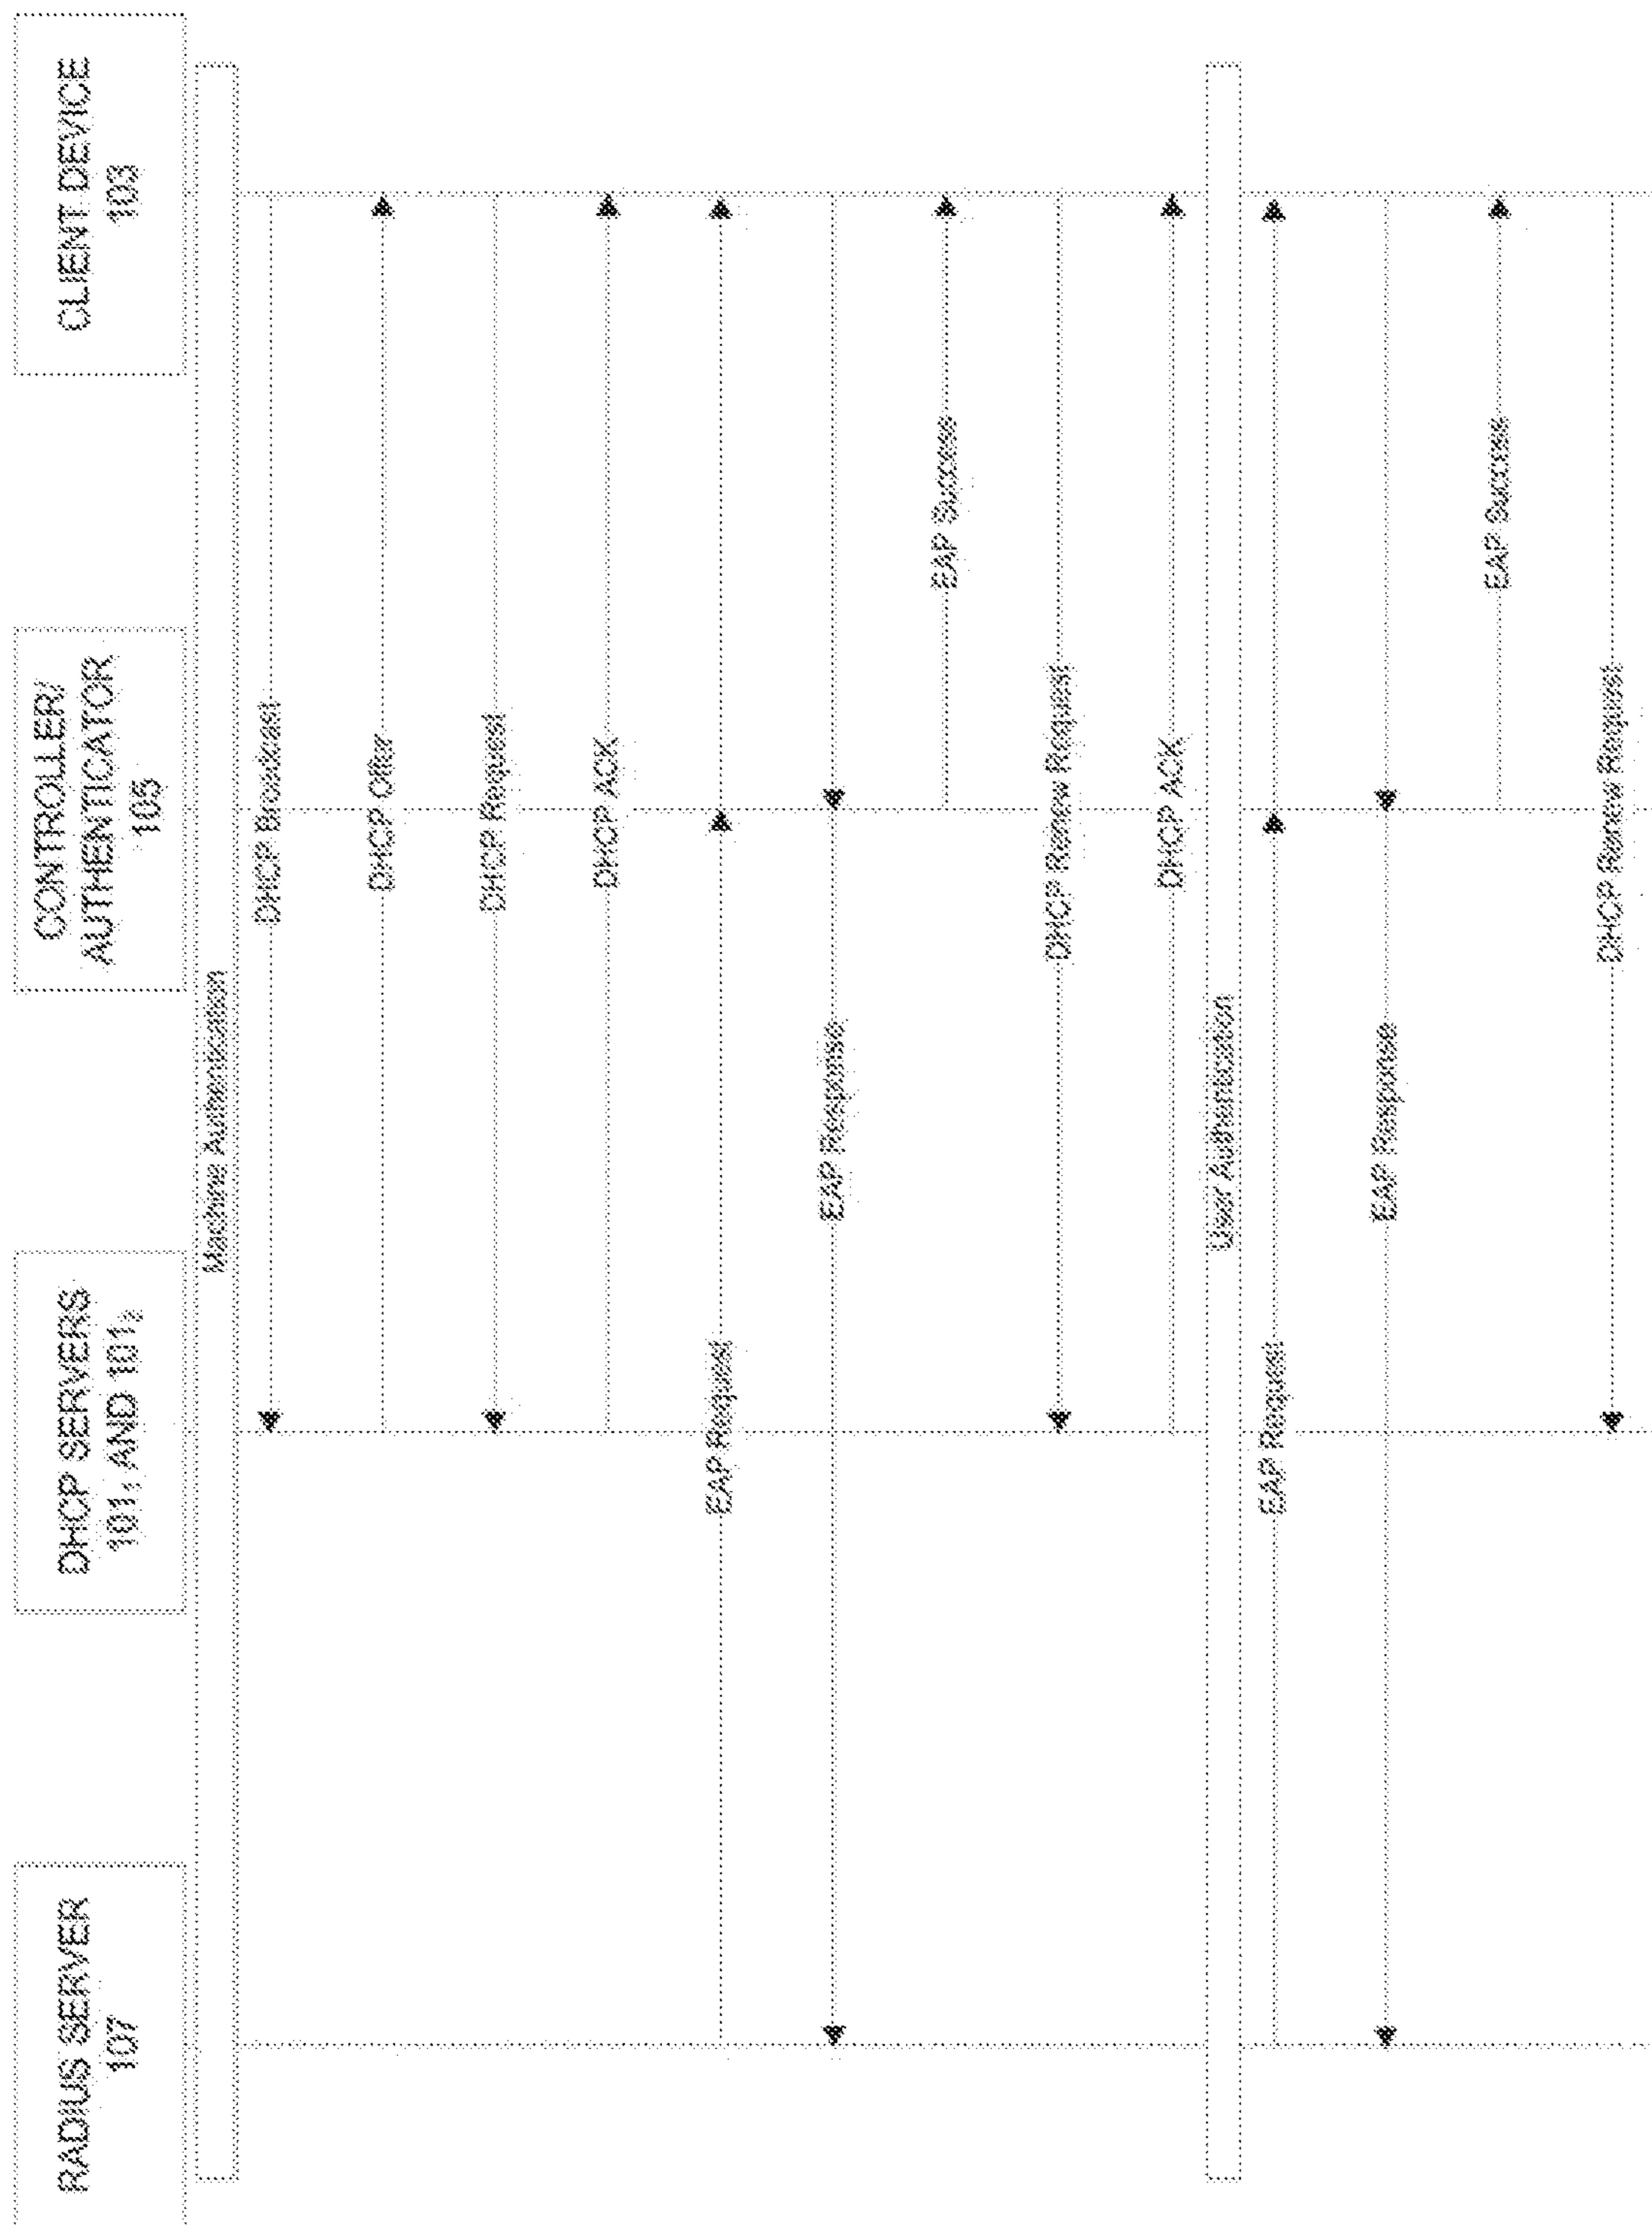 RADIUS SERVER
107
DHCP SERVERS
101₁ AND 101₂
CONTROLLER/
AUTHENTICATOR
105
CLIENT DEVICE
103
Machine Authentication
DHCP Broadcast
DHCP Offer
DHCP Request
DHCP ACK
EAP Request
EAP Response
EAP Success
DHCP Renew Request
DHCP ACK
User Authentication
EAP Request
EAP Response
EAP Success
DHCP Renew Request